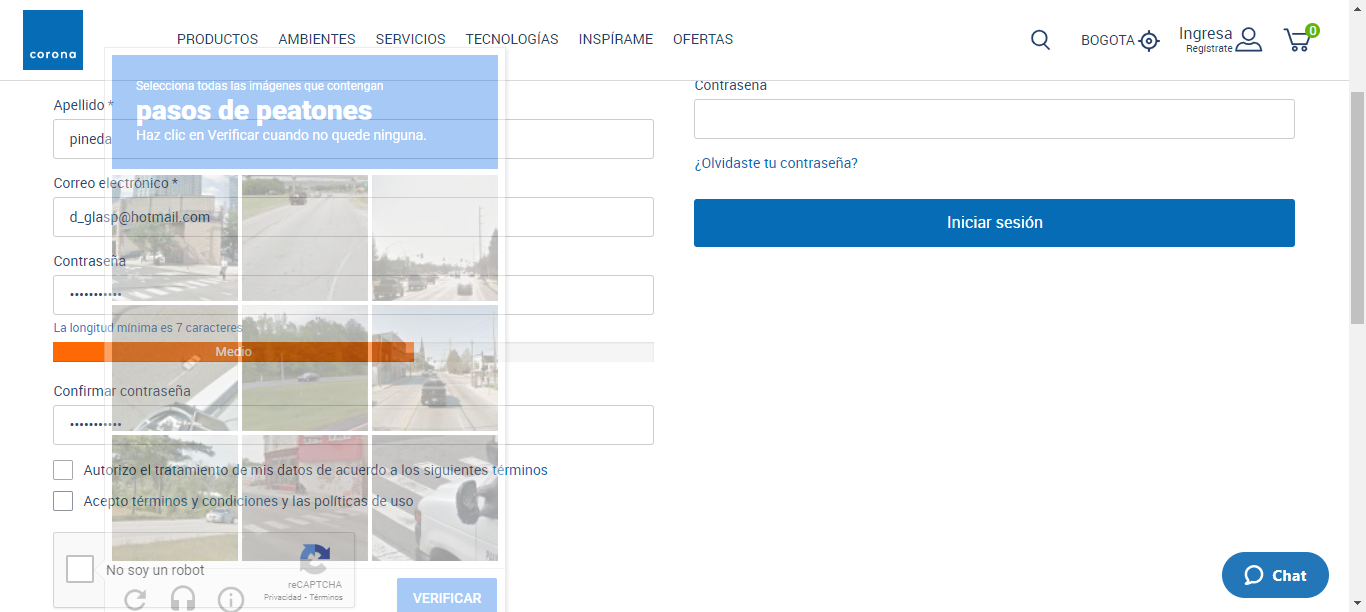 corona
PRODUCTOS AMBIENTES SERVICIOS TECNOLOGÍAS INSPÍRAME OFERTAS
BOGOTA
Ingresa
Regístrate
0
Selecciona todas las imágenes que contengan
pasos de peatones
Haz clic en Verificar cuando no quede ninguna.
Apellido *
pineda
Correo electrónico *
d_glasp@hotmail.com
Contraseña
•••••••••••
La longitud mínima es 7 caracteres
Medio
Confirmar contraseña
•••••••••••
Autorizo el tratamiento de mis datos de acuerdo a los siguientes términos
Acepto términos y condiciones y las políticas de uso
No soy un robot
reCAPTCHA
Privacidad - Términos
VERIFICAR
Contraseña
¿Olvidaste tu contraseña?
Iniciar sesión
Chat